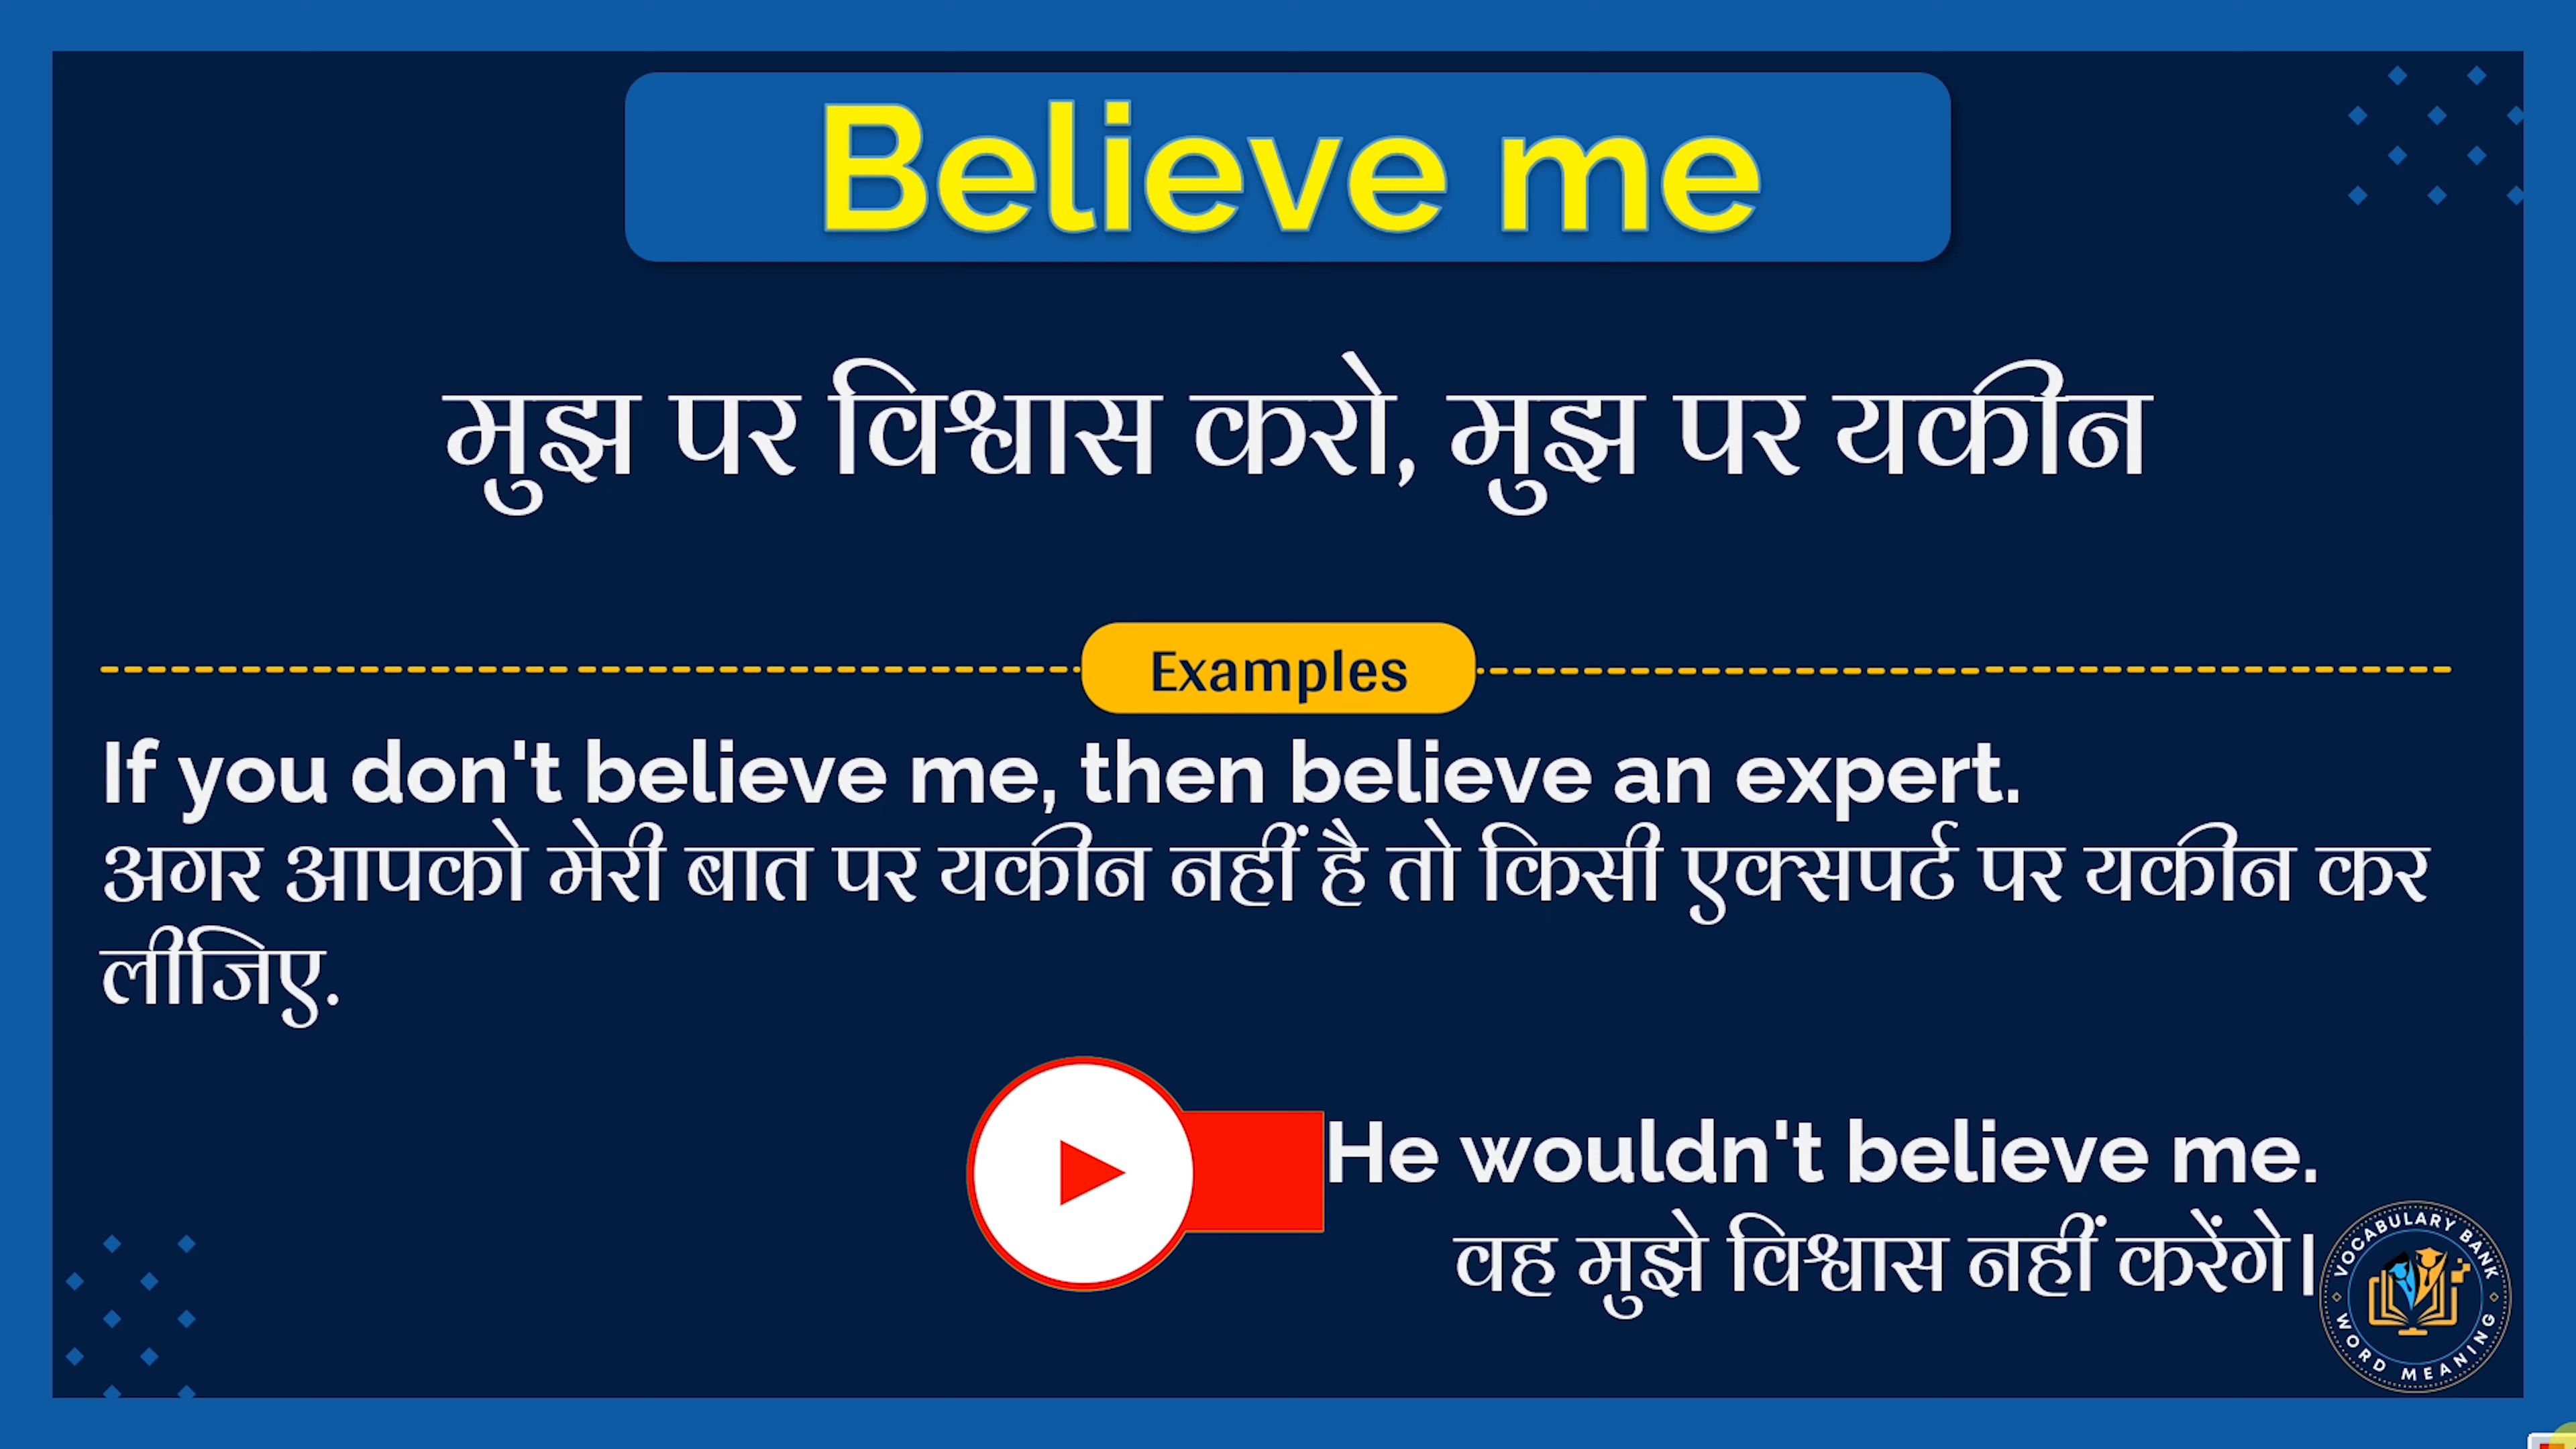 Believe me
मुझ पर विश्वास करो, मुझ पर यकीन
Examples
If you don't believe me, then believe an expert.
अगर आपको मेरी बात पर यकीन नहीं है तो किसी एक्सपर्ट पर यकीन कर
लीजिए.
He wouldn't believe me.
वह मुझे विश्वास नहीं करेंगे।
VOCABULARY BANK
WORD MEANING